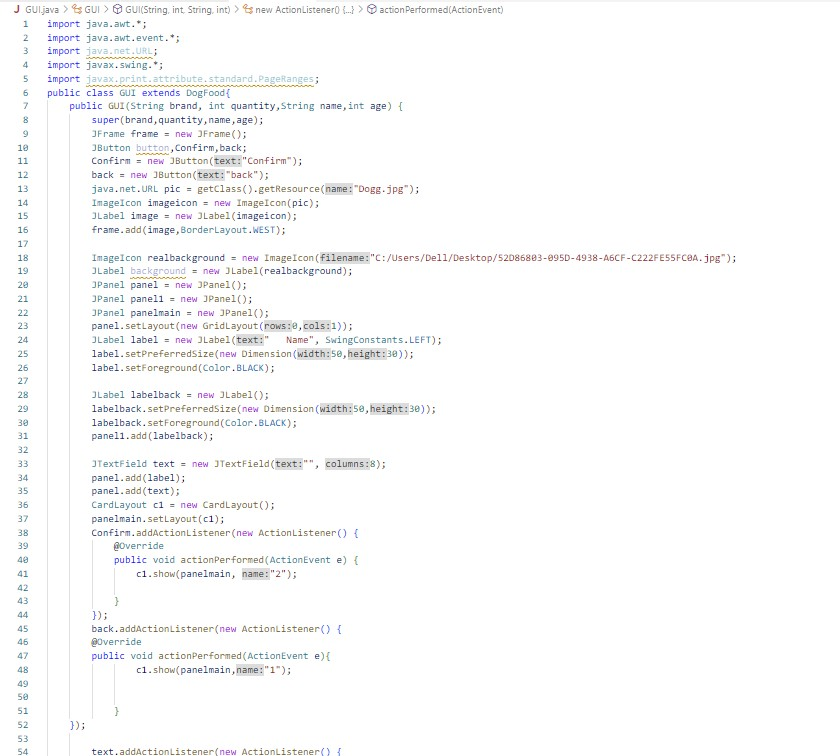 J GUI.java > GUI > GUI(String, int, String, int) > new ActionListener() {...} > actionPerformed(ActionEvent)
1 import java.awt.*;
2 import java.awt.event.*;
3 import java.net.URL;
4 import javax.swing.*;
5 import javax.print.attribute.standard.PageRanges;
6 public class GUI extends DogFood{
7 public GUI(String brand, int quantity,String name,int age) {
8 super(brand,quantity,name,age);
9 JFrame frame = new JFrame();
10 JButton button,Confirm,back;
11 Confirm = new JButton(text:"Confirm");
12 back = new JButton(text:"back");
13 java.net.URL pic = getClass().getResource(name:"Dogg.jpg");
14 ImageIcon imageicon = new ImageIcon(pic);
15 JLabel image = new JLabel(imageicon);
16 frame.add(image,BorderLayout.WEST);
17
18 ImageIcon realbackground = new ImageIcon(filename:"C:/Users/Dell/Desktop/52D86803-095D-4938-A6CF-C222FE55FC0A.jpg");
19 JLabel background = new JLabel(realbackground);
20 JPanel panel = new JPanel();
21 JPanel panel1 = new JPanel();
22 JPanel panelmain = new JPanel();
23 panel.setLayout(new GridLayout(rows:0,cols:1));
24 JLabel label = new JLabel(text:"   Name", SwingConstants.LEFT);
25 label.setPreferredSize(new Dimension(width:50,height:30));
26 label.setForeground(Color.BLACK);
27
28 JLabel labelback = new JLabel();
29 labelback.setPreferredSize(new Dimension(width:50,height:30));
30 labelback.setForeground(Color.BLACK);
31 panel1.add(labelback);
32
33 JTextField text = new JTextField(text:"", columns:8);
34 panel.add(label);
35 panel.add(text);
36 CardLayout c1 = new CardLayout();
37 panelmain.setLayout(c1);
38 Confirm.addActionListener(new ActionListener() {
39 @Override
40 public void actionPerformed(ActionEvent e) {
41 c1.show(panelmain, name:"2");
42
43 }
44 });
45 back.addActionListener(new ActionListener() {
46 @Override
47 public void actionPerformed(ActionEvent e){
48 c1.show(panelmain,name:"1");
49
50
51 }
52 });
53
54 text.addActionListener(new ActionListener() {